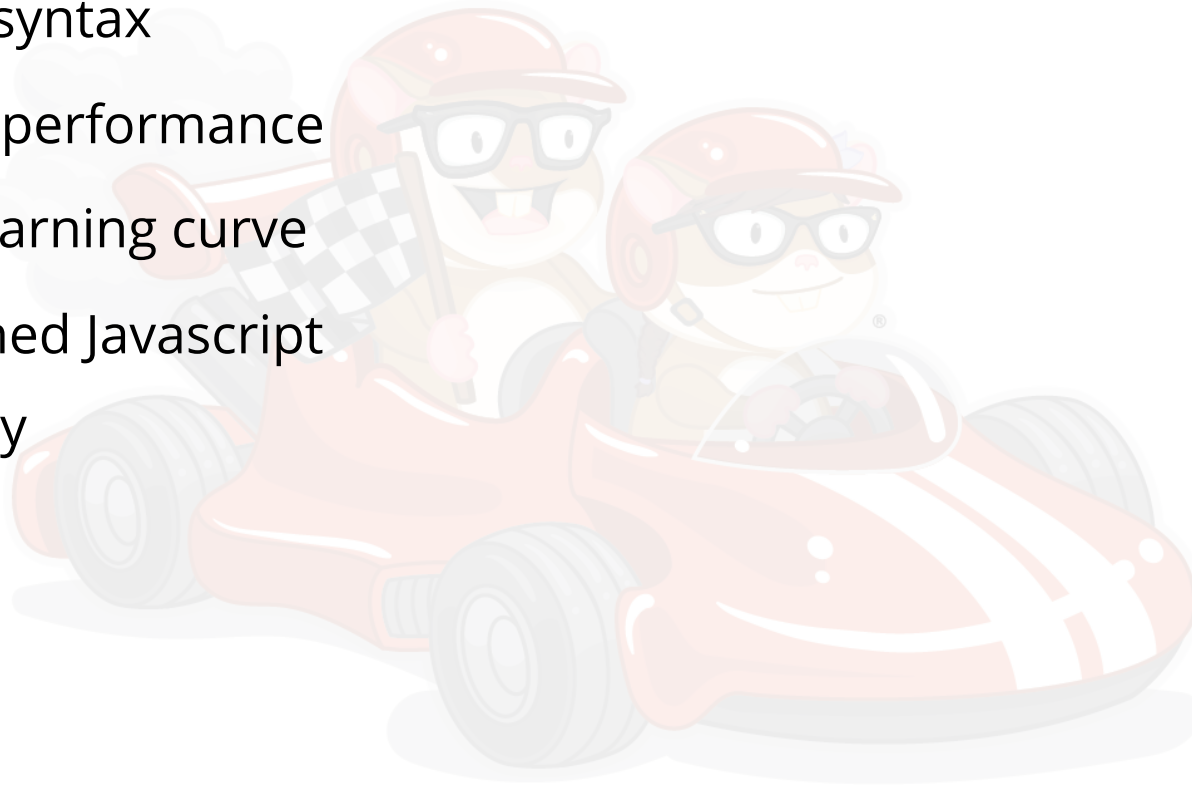 syntax
performance
arning curve
ned Javascript
y
®